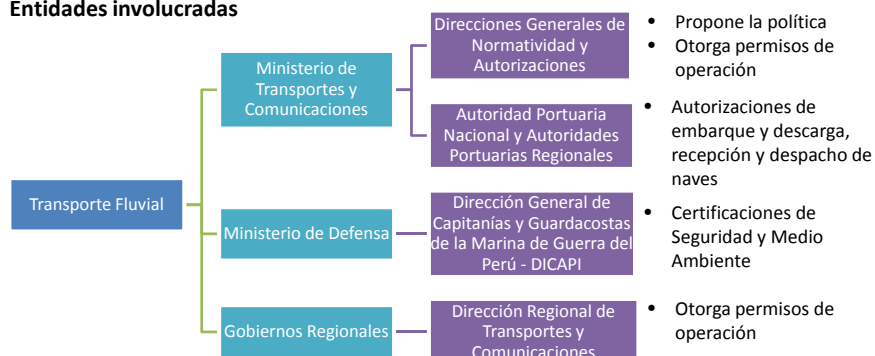 Entidades involucradas
Direcciones Generales de
Normatividad y
Autorizaciones
• Propone la política
• Otorga permisos de
operación
Ministerio de
Transportes y
Comunicaciones
Autoridad Portuaria
Nacional y Autoridades
Portuarias Regionales
• Autorizaciones de
embarque y descarga,
recepción y despacho de
naves
Transporte Fluvial
Ministerio de Defensa
Dirección General de
Capitanías y Guardacostas
de la Marina de Guerra del
Perú - DICAPI
• Certificaciones de
Seguridad y Medio
Ambiente
Gobiernos Regionales
Dirección Regional de
Transportes y
Comunicaciones
• Otorga permisos de
operación